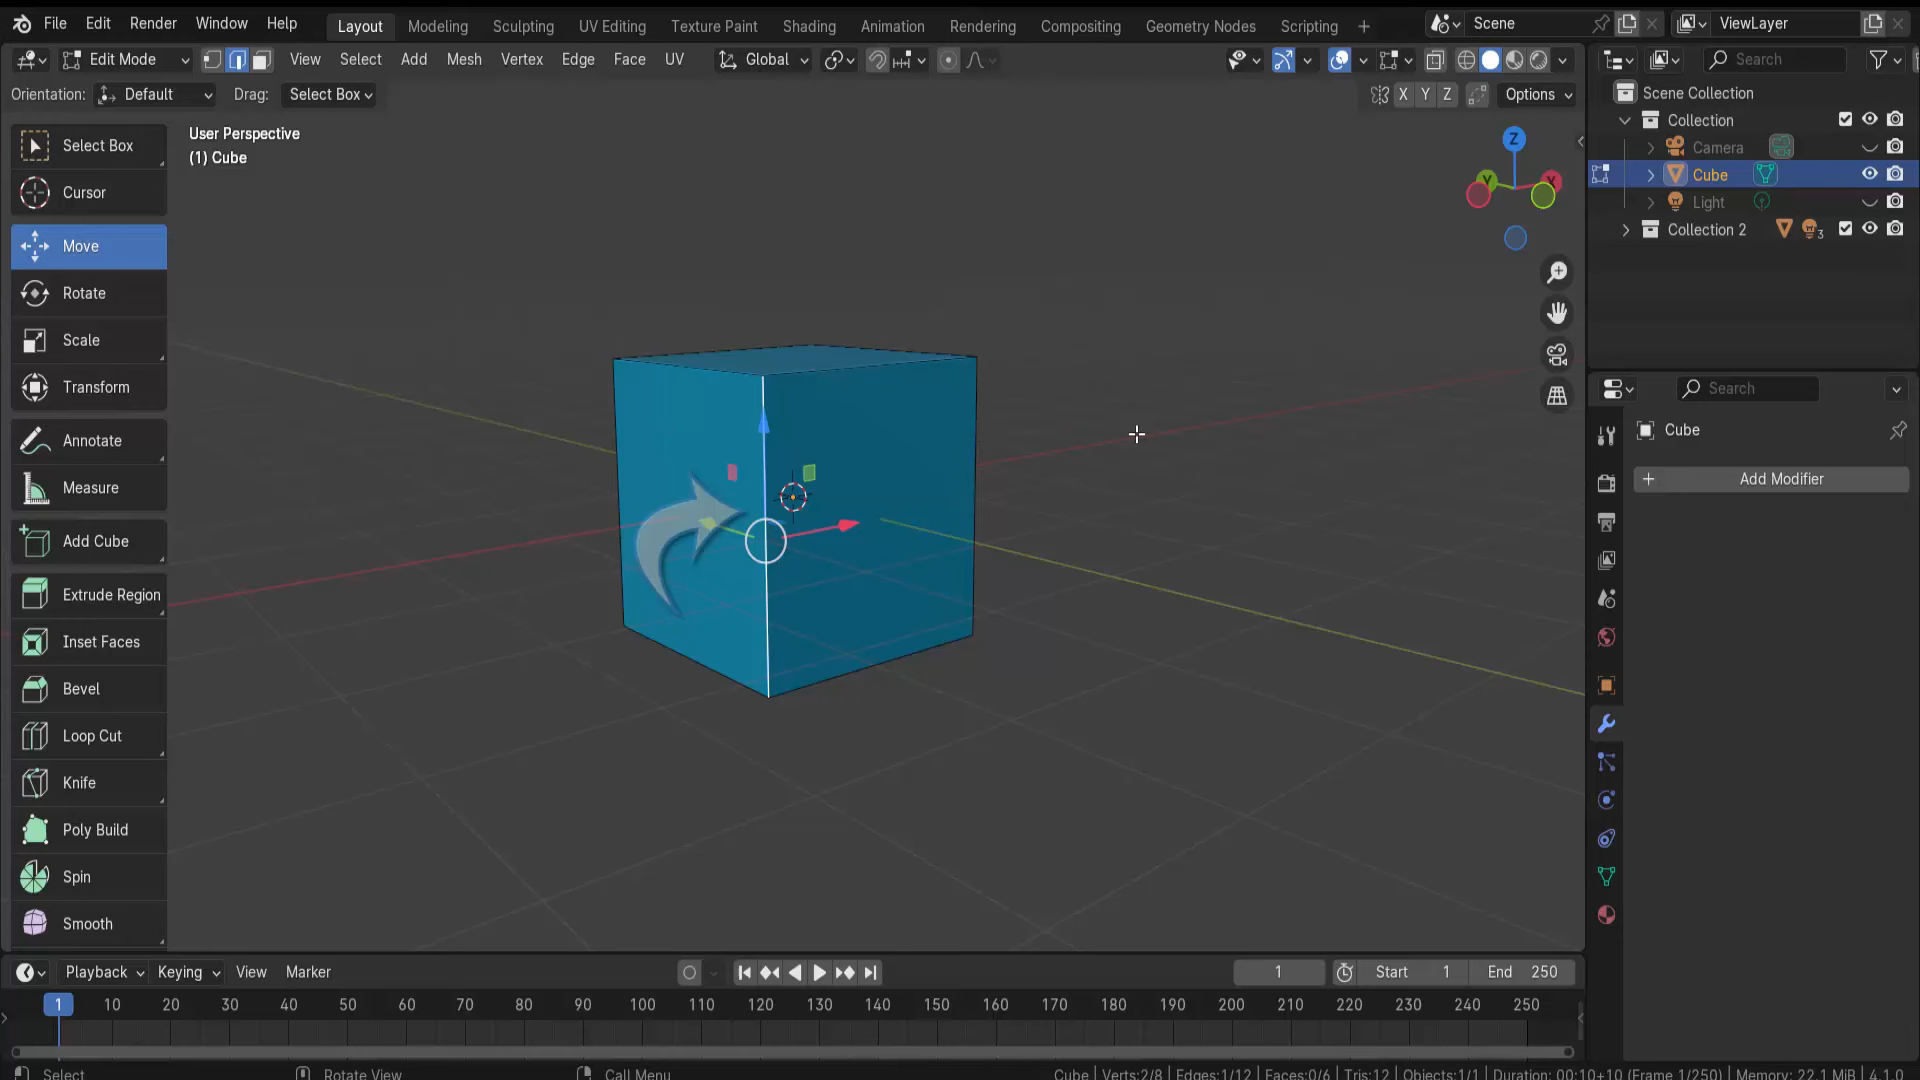 File Edit Render Window Help Layout Modeling Sculpting UV Editing Texture Paint Shading Animation Rendering Compositing Geometry Nodes Scripting + Scene ViewLayer
Edit Mode View Select Add Mesh Vertex Edge Face UV Global Search
Orientation: Default Drag: Select Box X Y Z Options
Scene Collection
Collection
Camera
Cube
Light
Collection 2 3
User Perspective
(1) Cube
Z
Y X
Select Box
Cursor
Move
Rotate
Scale
Transform
Annotate
Measure
Add Cube
Extrude Region
Inset Faces
Bevel
Loop Cut
Knife
Poly Build
Spin
Smooth
Search
Cube
+ Add Modifier
Playback Keying View Marker 1 Start 1 End 250
1 10 20 30 40 50 60 70 80 90 100 110 120 130 140 150 160 170 180 190 200 210 220 230 240 250
Select Rotate View Call Menu Cube | Verts:2/8 | Edges:1/12 | Faces:0/6 | Tris:12 | Objects:1/1 | Duration: 00:10+10 (Frame 1/250) | Memory: 22.1 MiB | 4.1.0